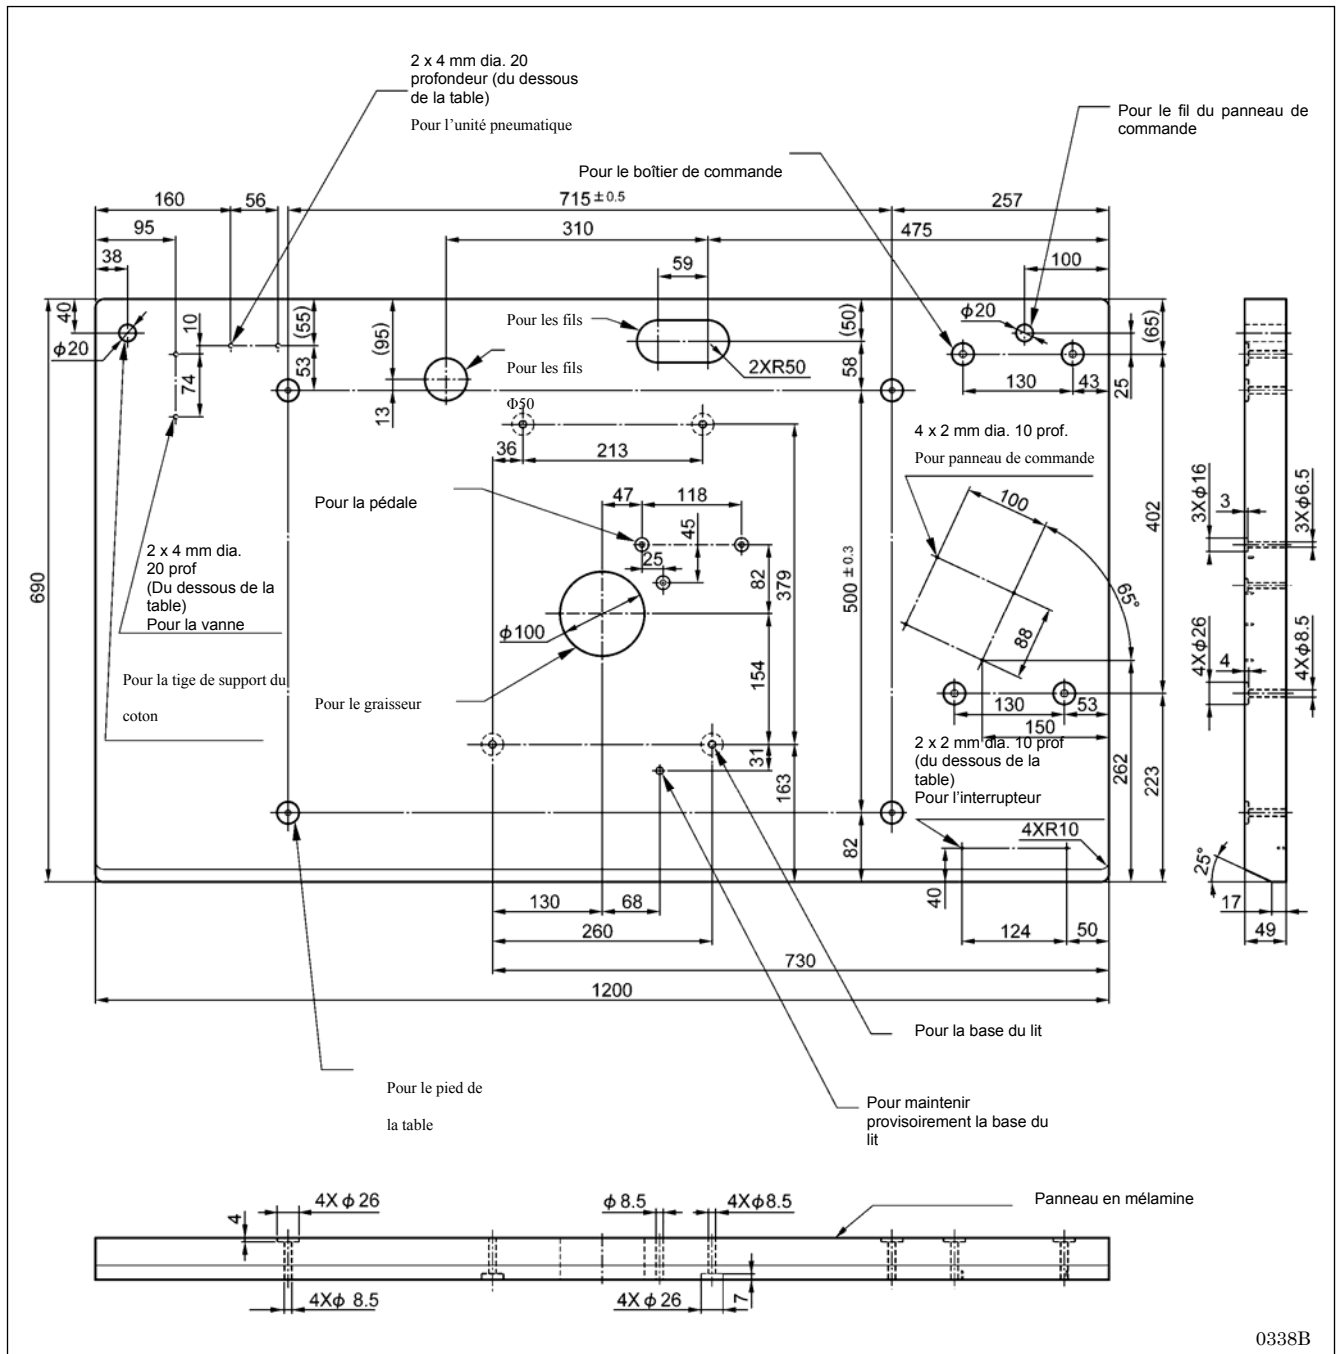 2 x 4 mm dia. 20
profondeur (du dessous
de la table)
Pour l'unité pneumatique
Pour le fil du panneau de
commande
Pour le boîtier de commande
160
56
715 ± 0.5
257
95
310
475
38
59
100
40
10
(55)
(95)
(50)
(65)
φ20
φ20
Pour les fils
Pour les fils
2XR50
53
58
25
74
13
130
43
Φ50
36
213
4 x 2 mm dia. 10 prof.
Pour panneau de commande
Pour la pédale
47
118
45
25
82
379
100
65°
88
402
500 ± 0.3
690
2 x 4 mm dia.
20 prof
(Du dessous de la
table)
Pour la vanne
φ100
154
Pour la tige de support du
coton
Pour le graisseur
130
53
150
2 x 2 mm dia. 10 prof
(du dessous de la
table)
Pour l'interrupteur
31
163
262
223
82
4XR10
40
130
68
260
124
50
730
1200
3XΦ16
3
3XΦ6.5
4XΦ26
4
4XΦ8.5
25°
17
49
Pour la base du lit
Pour le pied de
la table
Pour maintenir
provisoirement la base du
lit
Panneau en mélamine
4
4X φ 26
φ 8.5
4Xφ8.5
4Xφ 8.5
4X φ 26
7
0338B